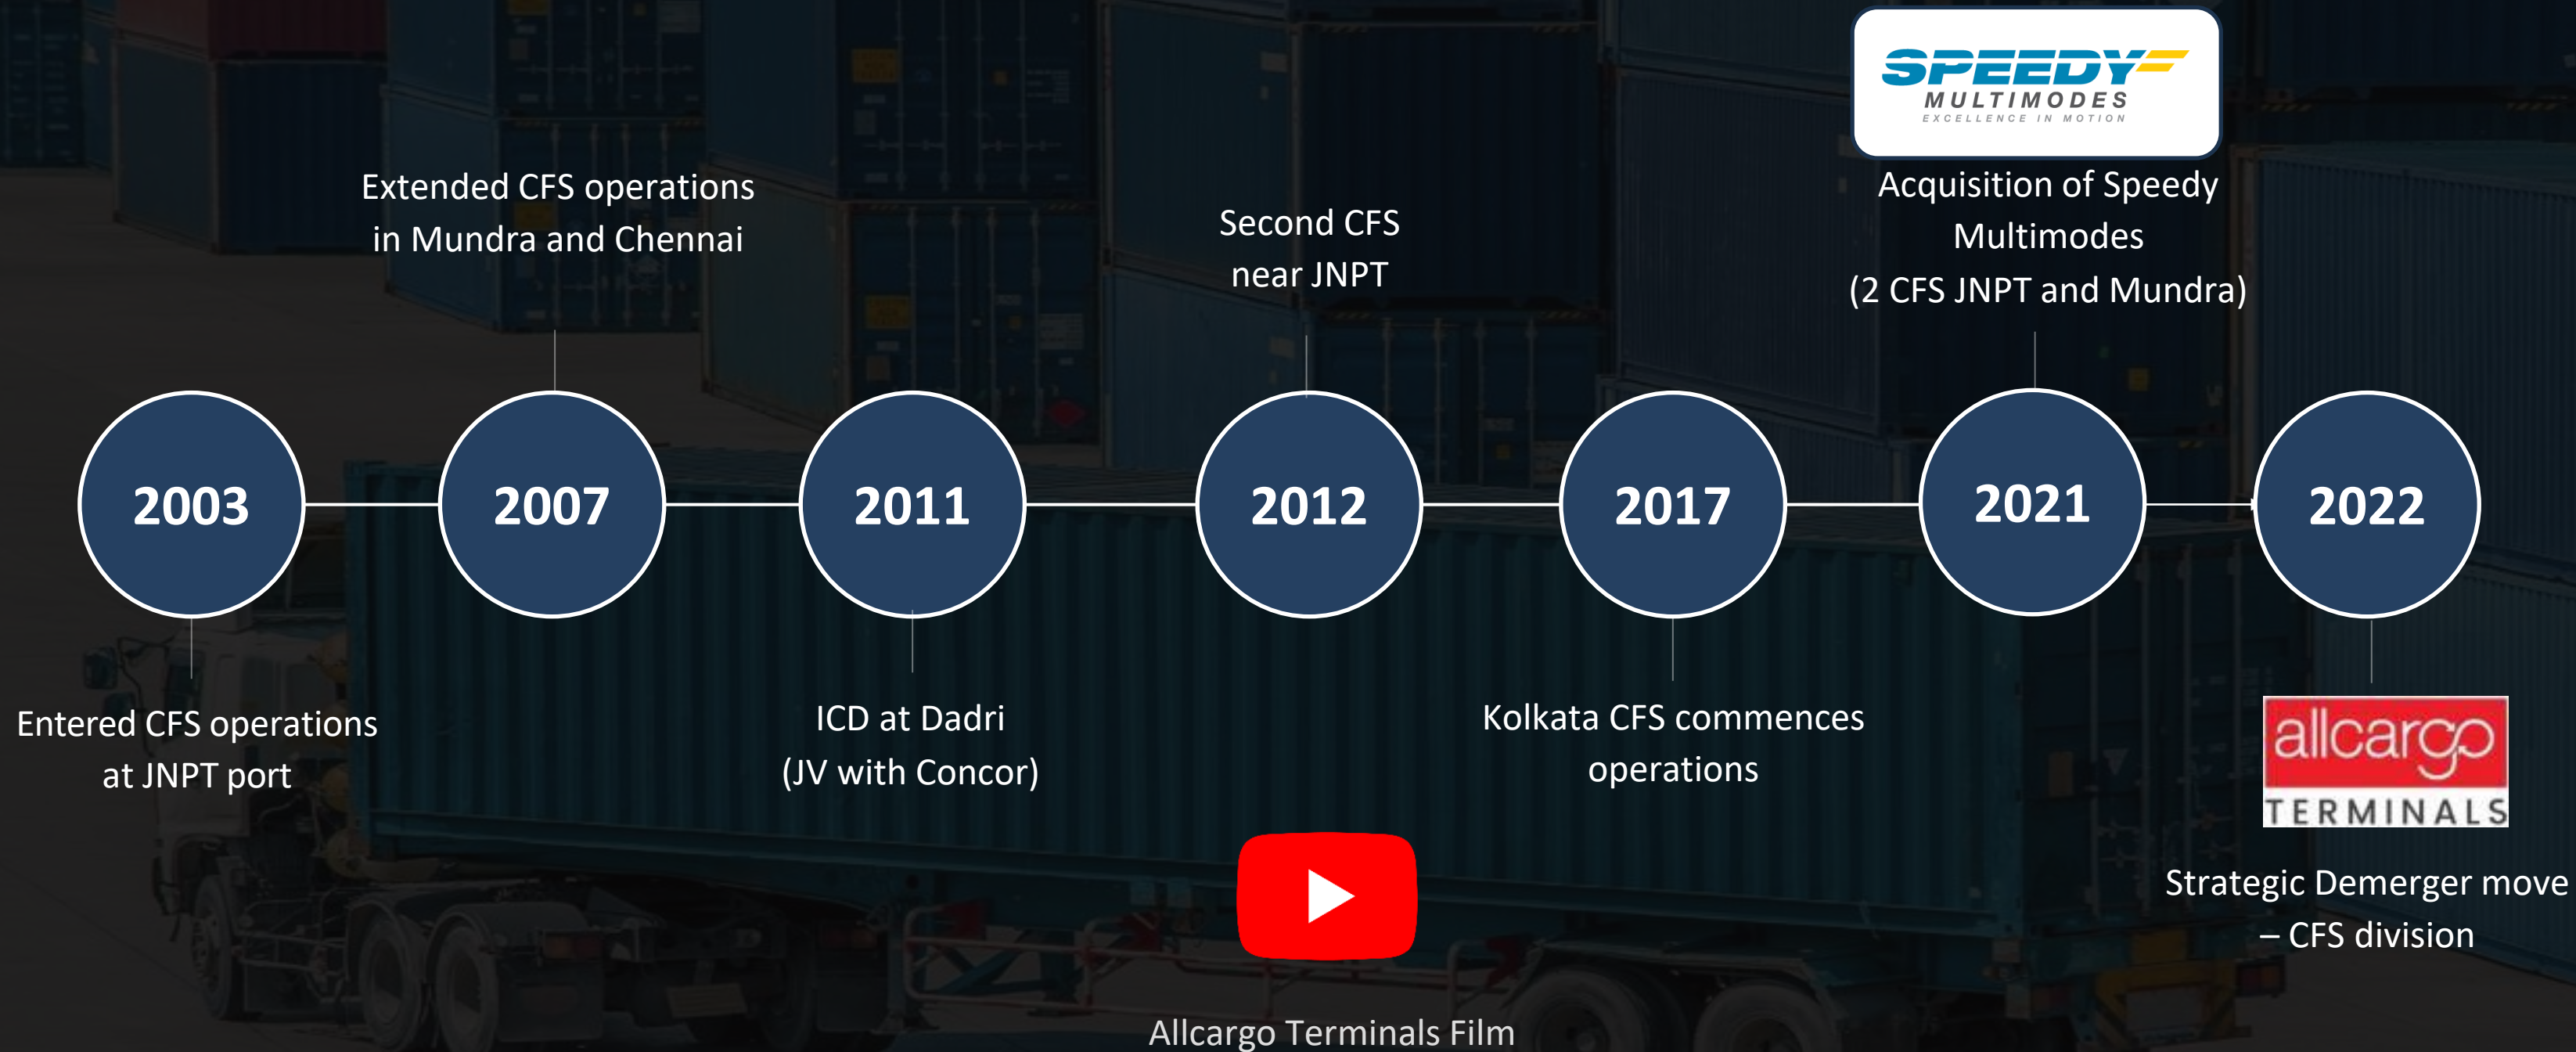 SPEEDY
MULTIMODES
EXCELLENCE IN MOTION
Extended CFS operations
in Mundra and Chennai
Second CFS
near JNPT
Acquisition of Speedy
Multimodes
(2 CFS JNPT and Mundra)
2003
2007
2011
2012
2017
2021
2022
Entered CFS operations
at JNPT port
ICD at Dadri
(JV with Concor)
Kolkata CFS commences
operations
allcargo
TERMINALS
Strategic Demerger move
– CFS division
Allcargo Terminals Film